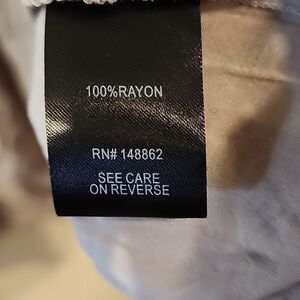 100%RAYON
RN# 148862
SEE CARE
ON REVERSE